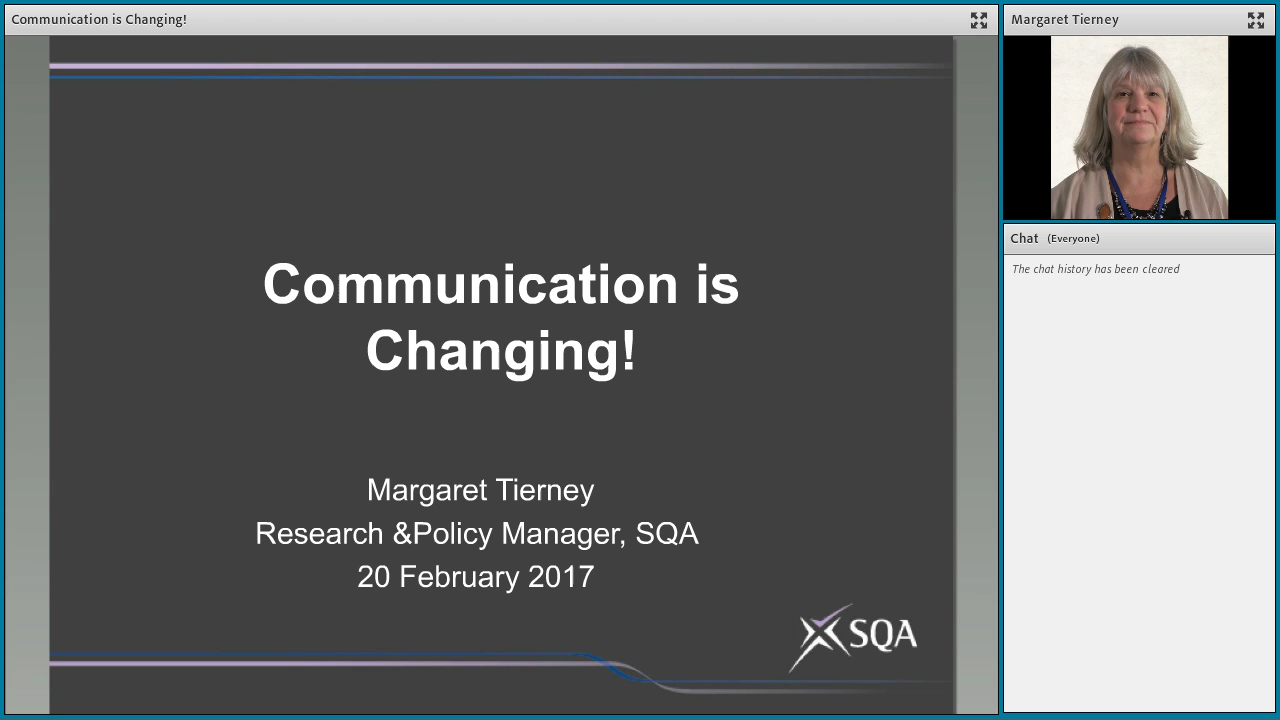 Communication is Changing!
Margaret Tierney
Communication is
Changing!
Margaret Tierney
Research &Policy Manager, SQA
20 February 2017
SQA
Chat (Everyone)
The chat history has been cleared